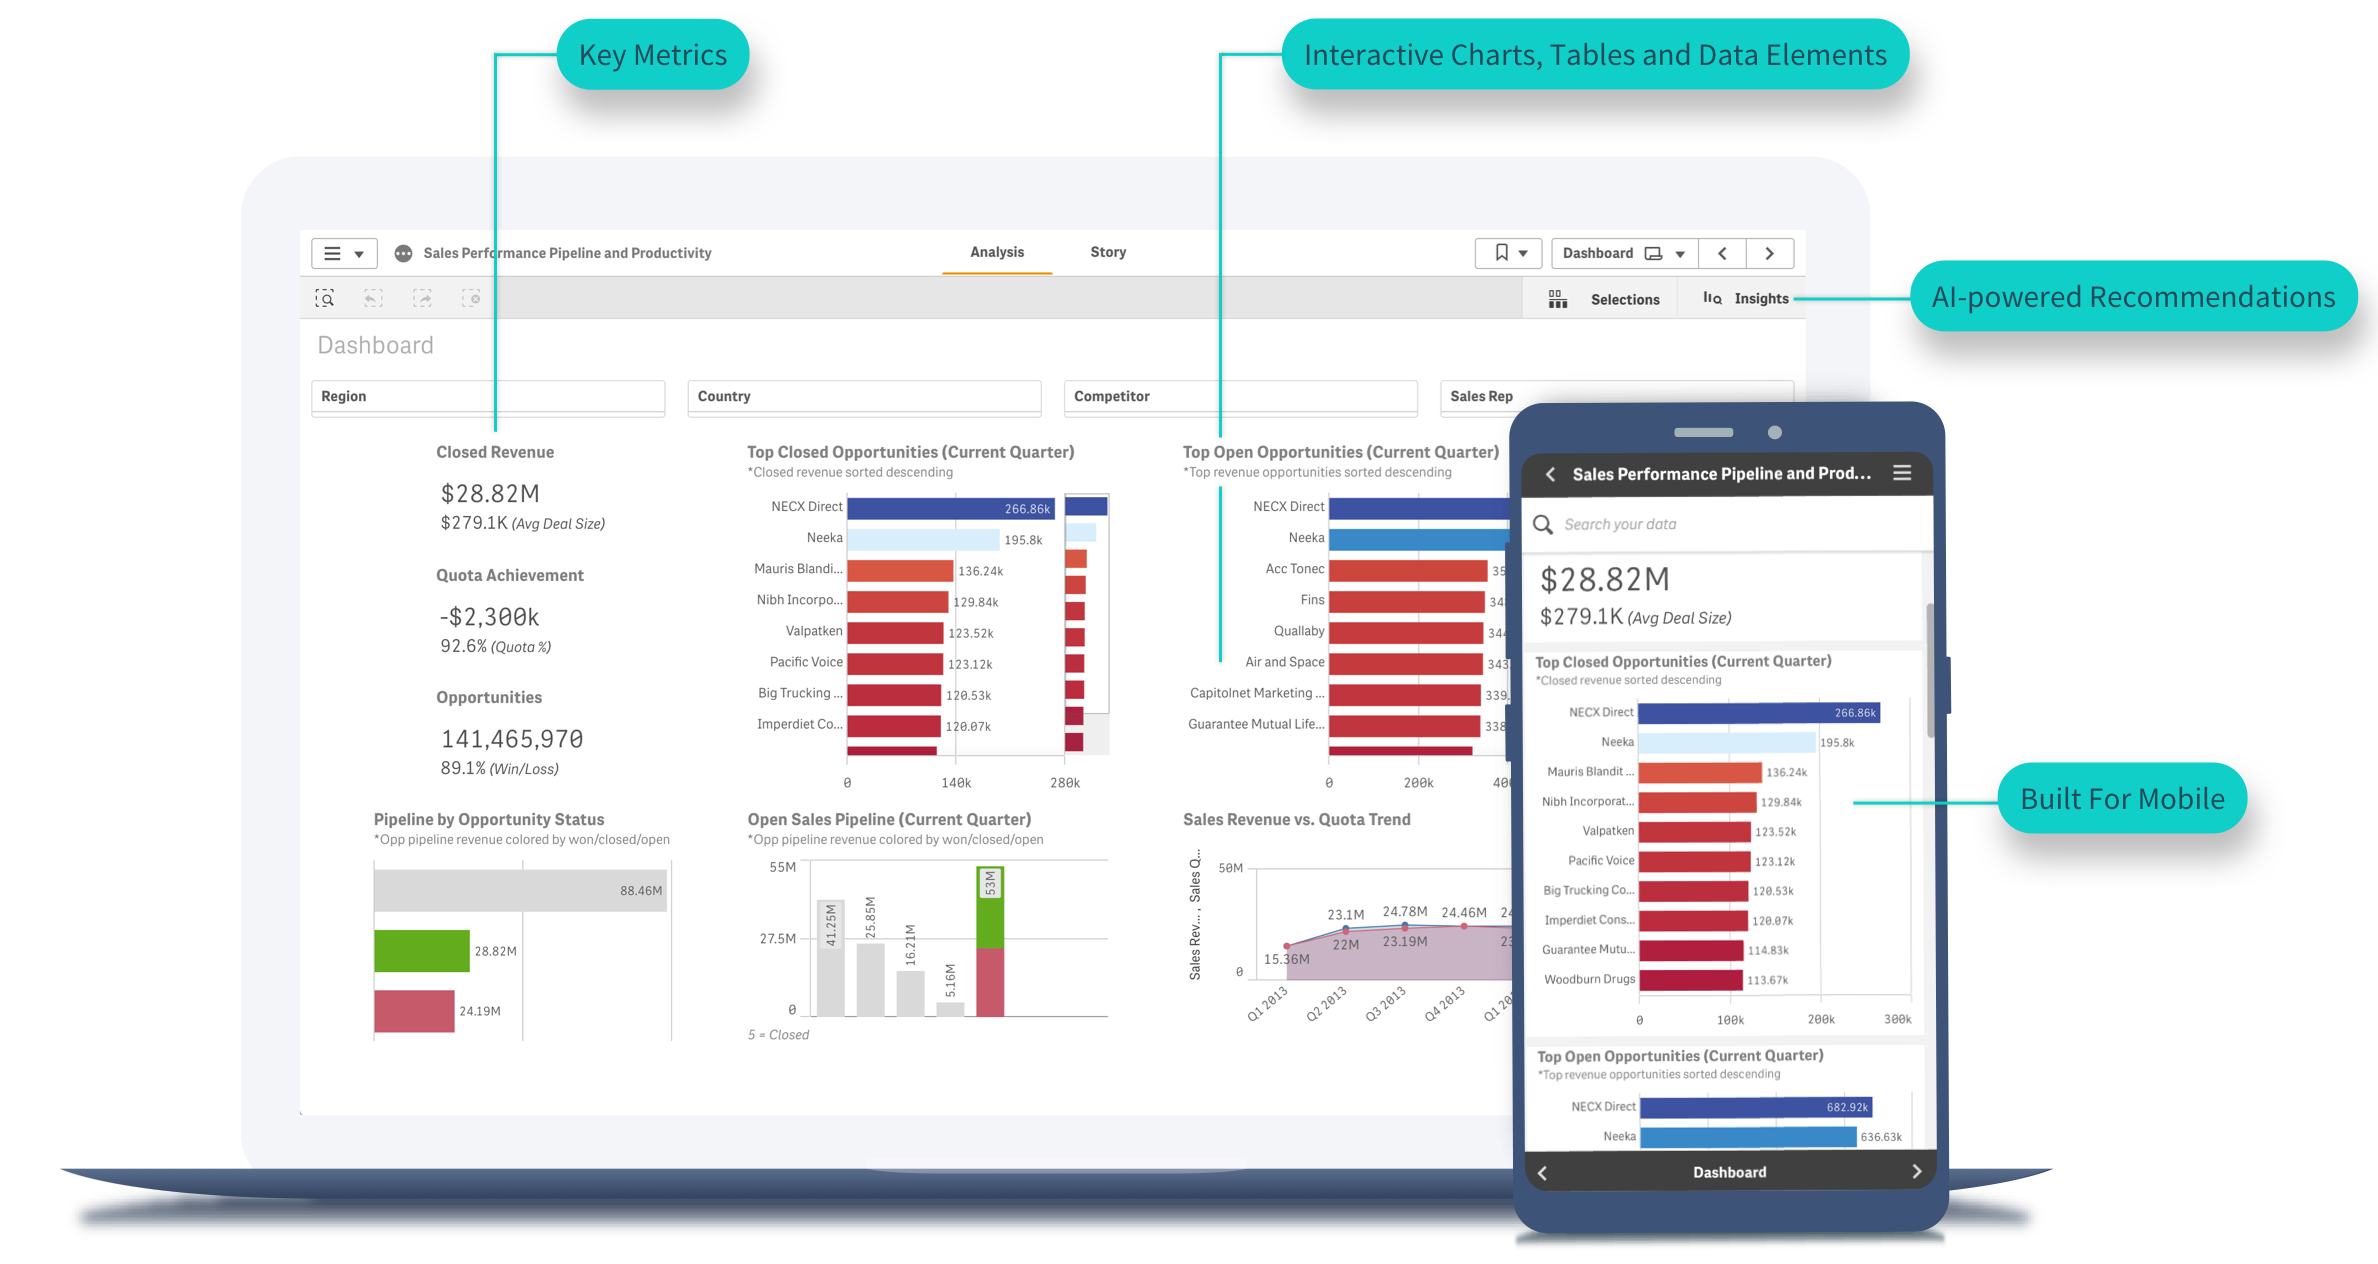 Key Metrics
Interactive Charts, Tables and Data Elements
Sales Performance Pipeline and Productivity
Analysis
Story
Dashboard
Selections
Insights
AI-powered Recommendations
Dashboard
Region
Country
Competitor
Sales Rep
Closed Revenue
$28.82M
$279.1K (Avg Deal Size)
Quota Achievement
-$2,300k
92.6% (Quota %)
Opportunities
141,465,970
89.1% (Win/Loss)
Top Closed Opportunities (Current Quarter)
*Closed revenue sorted descending
NECX Direct 266.86k
Neeka 195.8k
Mauris Blandi... 136.24k
Nibh Incorpo... 129.84k
Valpatken 123.52k
Pacific Voice 123.12k
Big Trucking ... 120.53k
Imperdiet Co... 120.07k
0 140k 280k
Top Open Opportunities (Current Quarter)
*Top revenue opportunities sorted descending
NECX Direct
Neeka
Acc Tonec 35
Fins 34
Quallaby 344
Air and Space 343
Capitolnet Marketing ... 339.
Guarantee Mutual Life... 338
0 200k 40
Pipeline by Opportunity Status
*Opp pipeline revenue colored by won/closed/open
88.46M
28.82M
24.19M
Open Sales Pipeline (Current Quarter)
*Opp pipeline revenue colored by won/closed/open
55M
27.5M
0
41.25M
25.85M
16.21M
5.16M
53M
5 = Closed
Sales Revenue vs. Quota Trend
Sales Rev... , Sales Q...
50M
0
23.1M 24.78M 24.46M 24
15.36M 22M 23.19M 23
Q1 2013 Q2 2013 Q3 2013 Q4 2013 Q1 20
Sales Performance Pipeline and Prod...
Search your data
$28.82M
$279.1K (Avg Deal Size)
Top Closed Opportunities (Current Quarter)
*Closed revenue sorted descending
NECX Direct 266.86k
Neeka 195.8k
Mauris Blandit ... 136.24k
Nibh Incorporat... 129.84k
Valpatken 123.52k
Pacific Voice 123.12k
Big Trucking Co... 120.53k
Imperdiet Cons... 120.07k
Guarantee Mutu... 114.83k
Woodburn Drugs 113.67k
0 100k 200k 300k
Top Open Opportunities (Current Quarter)
*Top revenue opportunities sorted descending
NECX Direct 682.92k
Neeka 636.63k
Dashboard
Built For Mobile